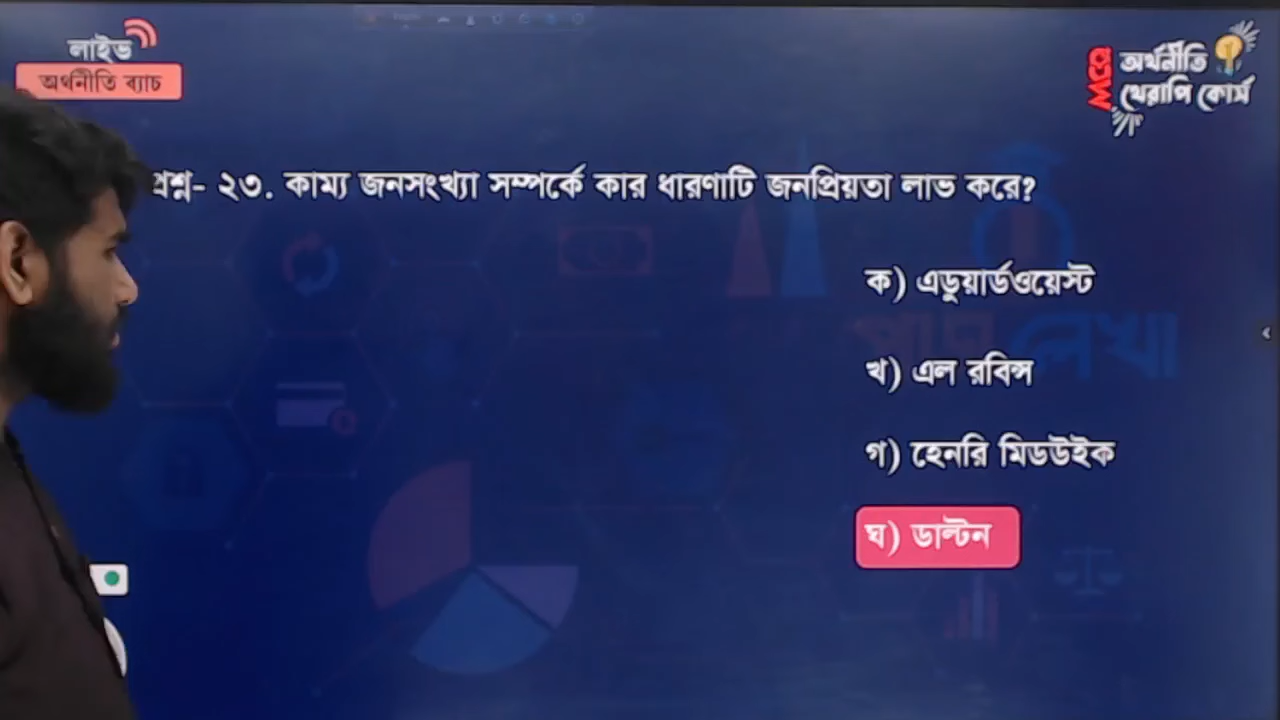 লাইভ
অর্থনীতি ব্যাচ
MCQ
অর্থনীতি
থেরাপি কোর্স
প্রশ্ন- ২৩. কাম্য জনসংখ্যা সম্পর্কে কার ধারণাটি জনপ্রিয়তা লাভ করে?
ক) এডুয়ার্ডওয়েস্ট
খ) এল রবিন্স
গ) হেনরি মিডউইক
ঘ) ডাল্টন